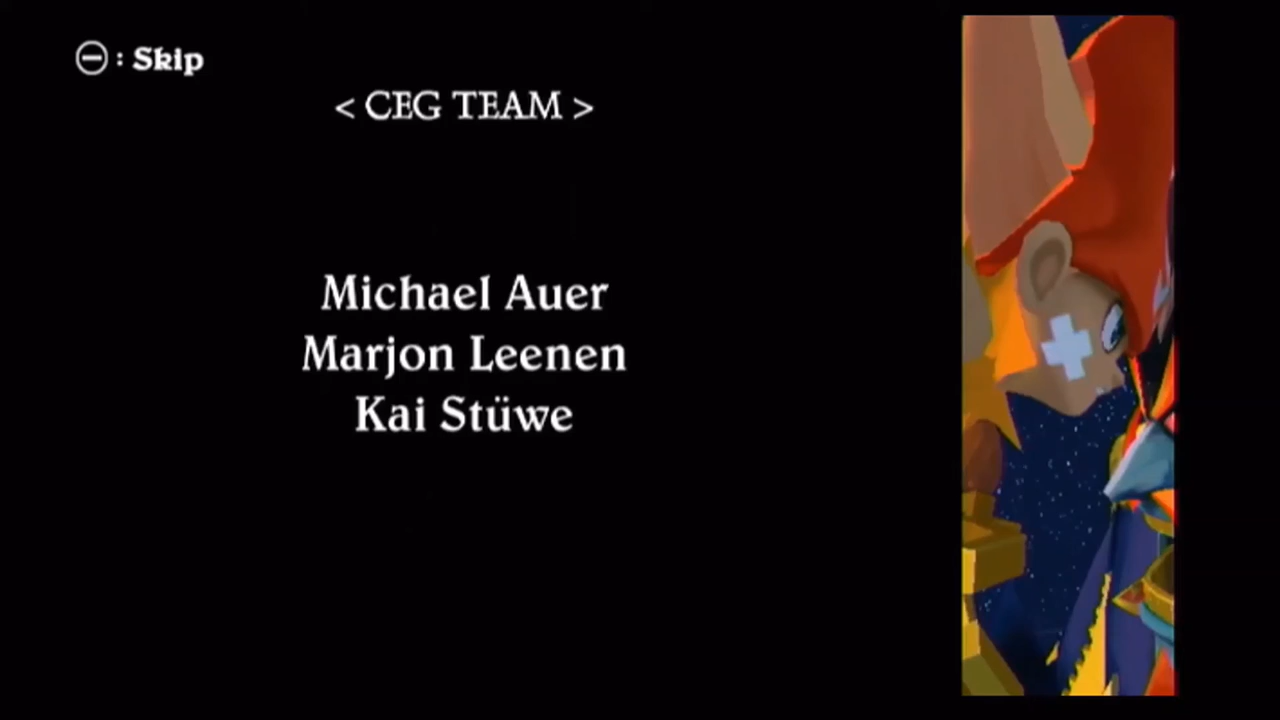 ⊖ : Skip
< CEG TEAM >
Michael Auer
Marjon Leenen
Kai Stüwe